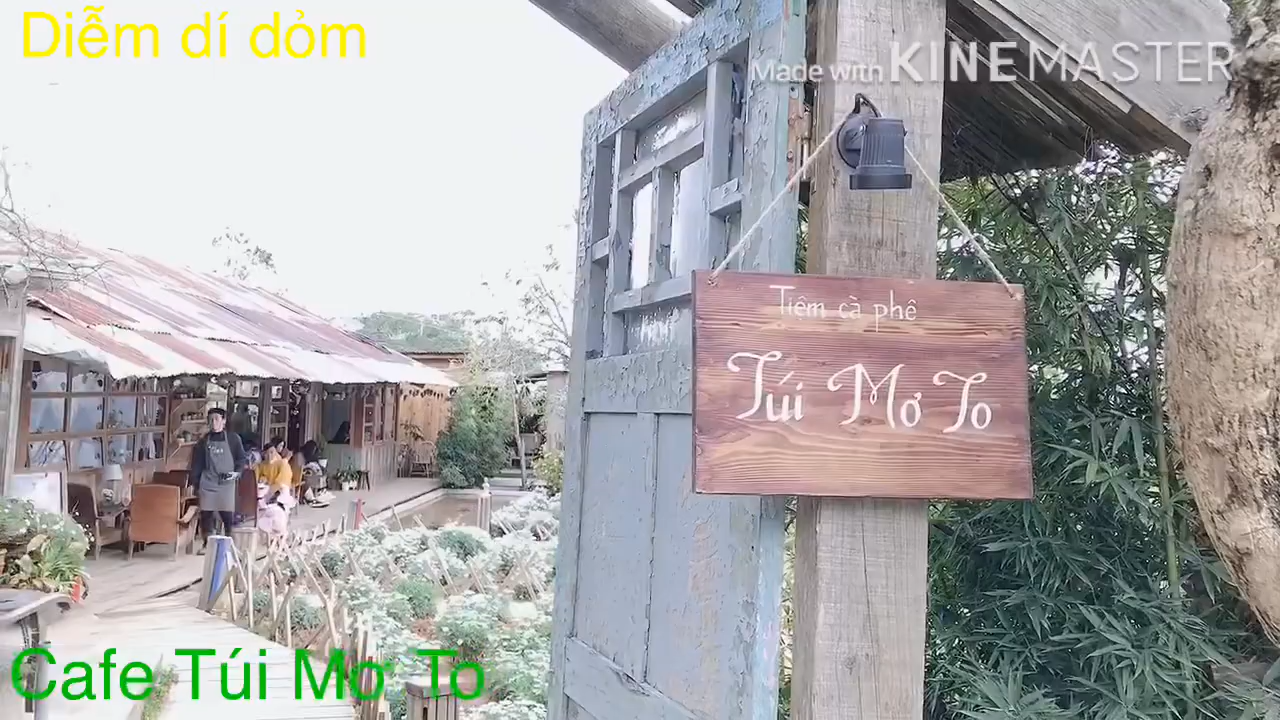 Diễm dí dỏm
Made with KINEMASTER
Tiệm cà phê
Túi Mơ To
Cafe Túi Mơ To